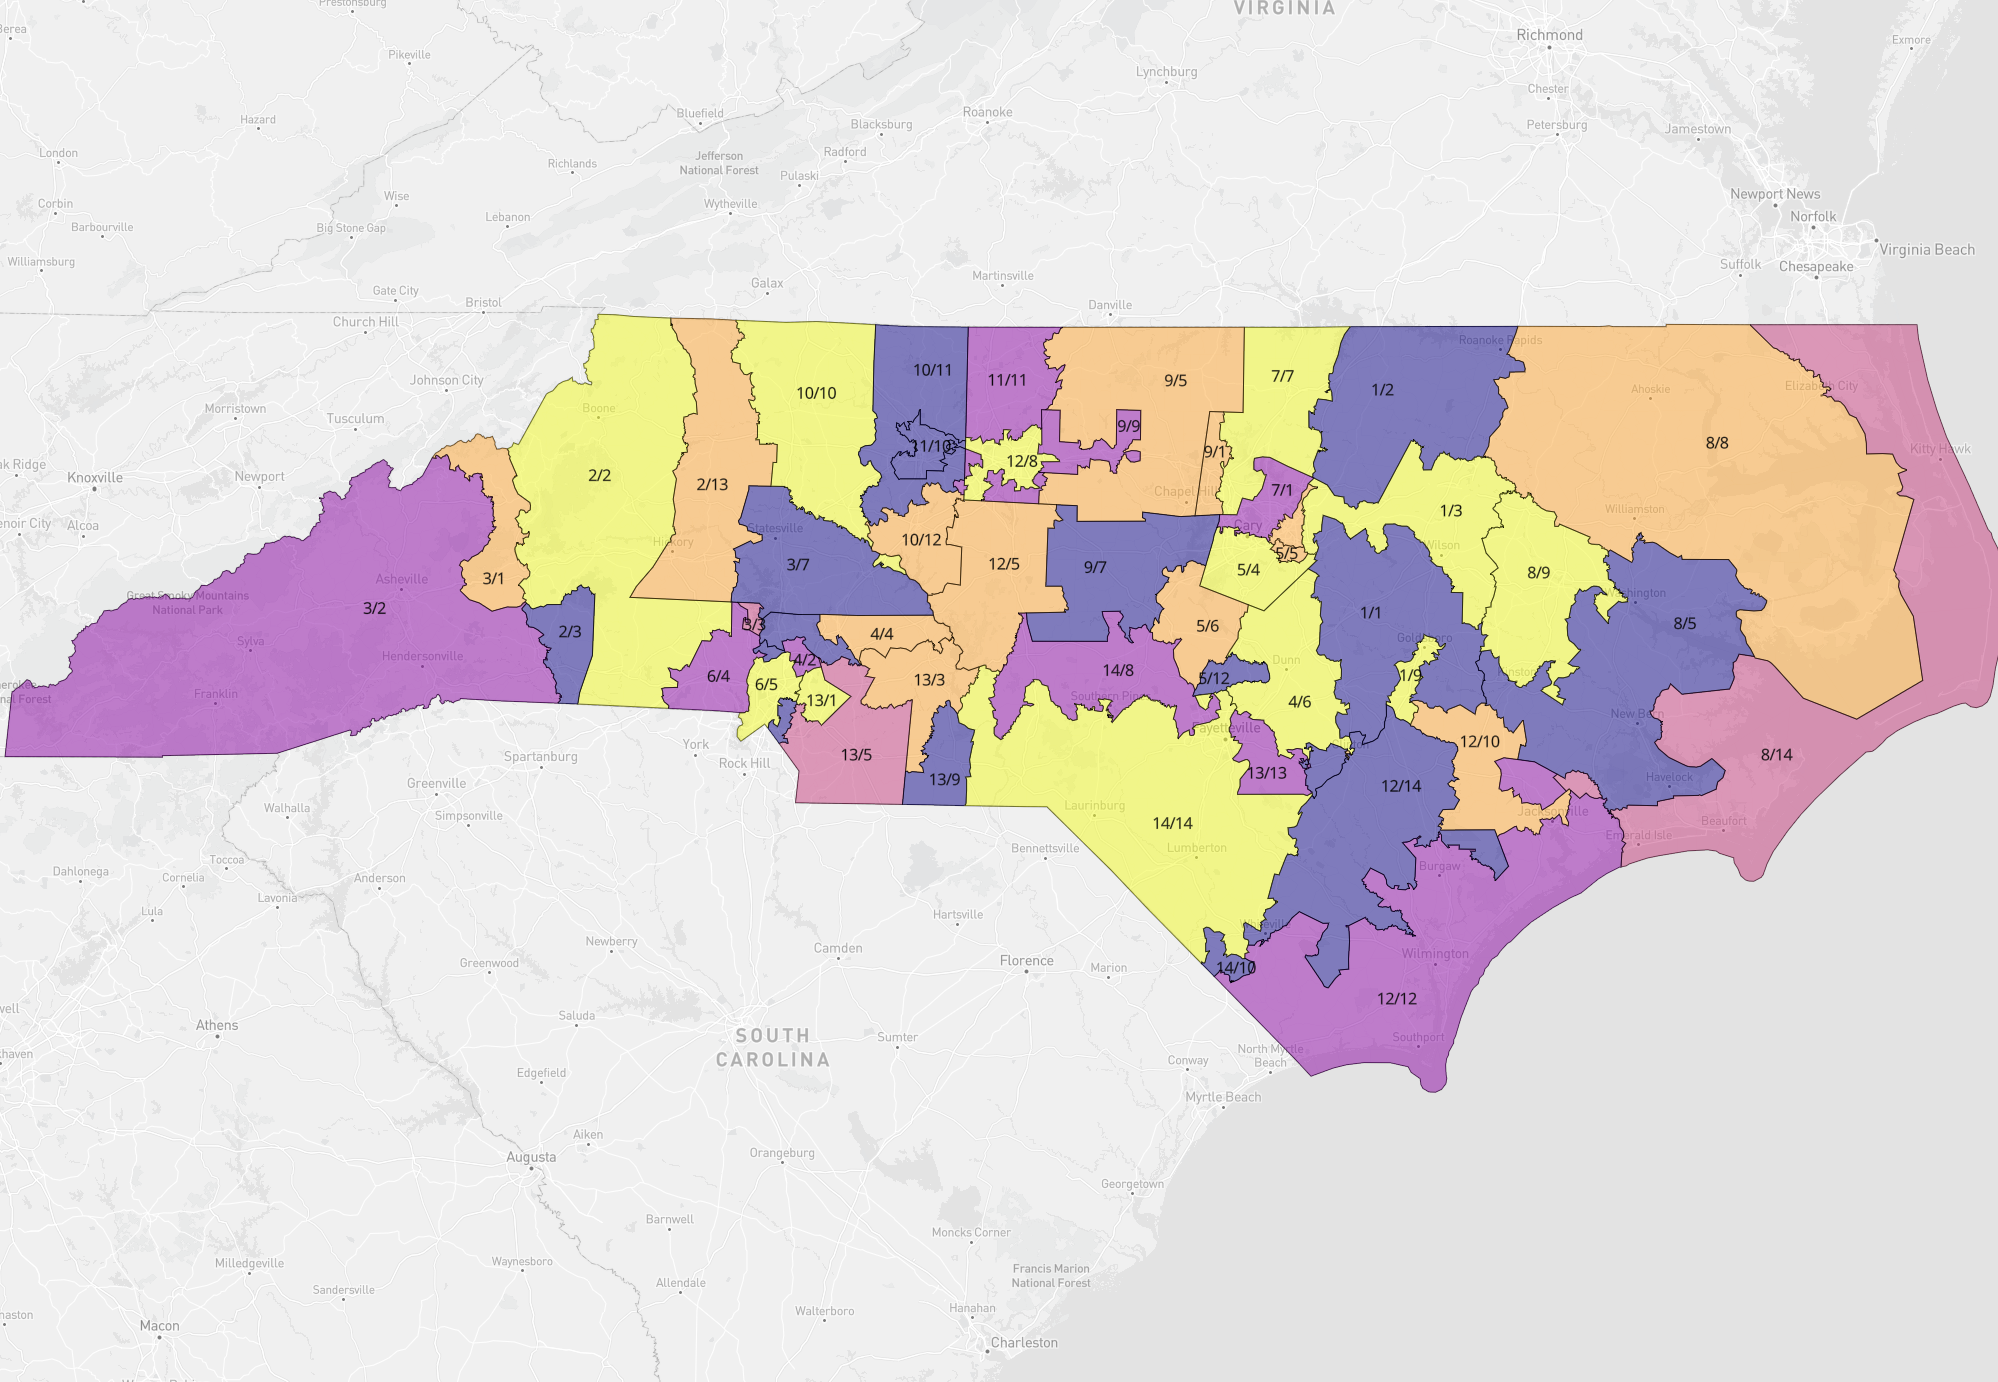 VIRGINIA
Prestonsburg
Richmond
Exmore
Pikeville
Lynchburg
Chester
Hazard
Bluefield
Roanoke
Blacksburg
Petersburg
Jamestown
London
Richlands
Jefferson
National Forest
Radford
Pulaski
Corbin
Wise
Wytheville
Newport News
Barbourville
Big Stone Gap
Lebanon
Norfolk
Virginia Beach
Williamsburg
Sufolk
Chesapeake
Gate City
Bristol
Galax
Martinsville
Danville
Church Hill
Roanoke Rapids
10/11
11/11
9/5
7/7
1/2
Johnson City
10/10
Ahoskie
Elizabeth City
Morristown
Tusculum
Boone
9/9
8/8
Kitty Hawk
11/10
12/8
9/1
ak Ridge
Knoxville
Newport
2/2
2/13
Chapel Hill
7/1
1/3
Williamston
enoir City
Alcoa
Statesville
Cary
Hickory
10/12
Wilson
5/5
3/1
3/7
12/5
9/7
5/4
8/9
Asheville
Great Smoky Mountains
National Park
3/2
Washington
2/3
3/3
4/4
5/6
1/1
8/5
Sylva
Hendersonville
Goldsboro
4/2
Dunn
Kinston
Franklin
6/4
6/5
13/3
14/8
5/12
1/9
Southern Pines
13/1
4/6
New Bern
Fayetteville
York
Rock Hill
Spartanburg
13/5
12/10
8/14
13/9
13/13
12/14
Havelock
Greenville
Walhalla
Simpsonville
Laurinburg
14/14
Jacksonville
Beaufort
Emerald Isle
Bennettsville
Lumberton
Toccoa
Dahlonega
Cornelia
Anderson
Burgaw
Lavonia
Lula
Hartsville
Whiteville
Newberry
Camden
Greenwood
Florence
Marion
14/10
Wilmington
12/12
Saluda
Athens
SOUTH
CAROLINA
Sumter
Southport
North Myrtle
Beach
Conway
Edgefield
Myrtle Beach
Aiken
Augusta
Orangeburg
Georgetown
Barnwell
Moncks Corner
Milledgeville
Waynesboro
Francis Marion
National Forest
Sandersville
Allendale
Walterboro
Hanahan
Macon
Charleston